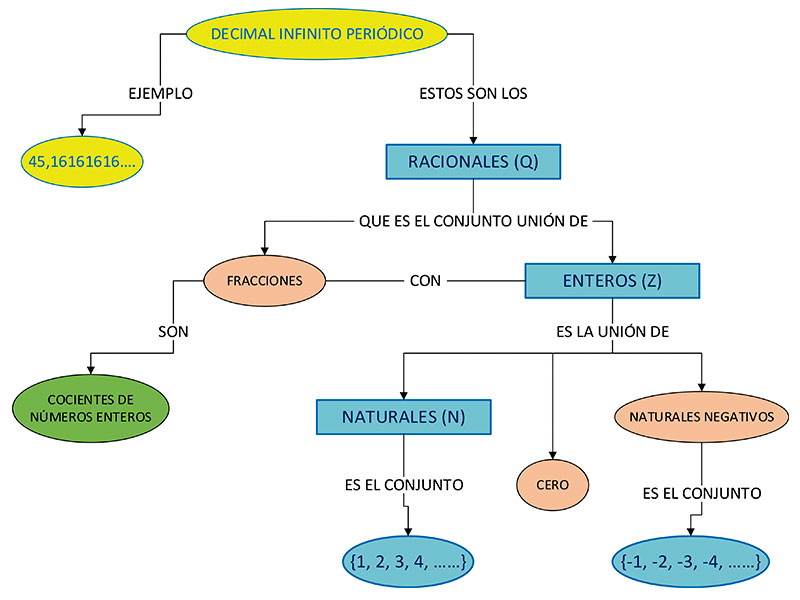 DECIMAL INFINITO PERIÓDICO
EJEMPLO
ESTOS SON LOS
45,16161616....
RACIONALES (Q)
QUE ES EL CONJUNTO UNIÓN DE
FRACCIONES
CON
ENTEROS (Z)
SON
ES LA UNIÓN DE
COCIENTES DE
NÚMEROS ENTEROS
NATURALES (N)
NATURALES NEGATIVOS
CERO
ES EL CONJUNTO
ES EL CONJUNTO
{1, 2, 3, 4, ......}
{-1, -2, -3, -4, ......}